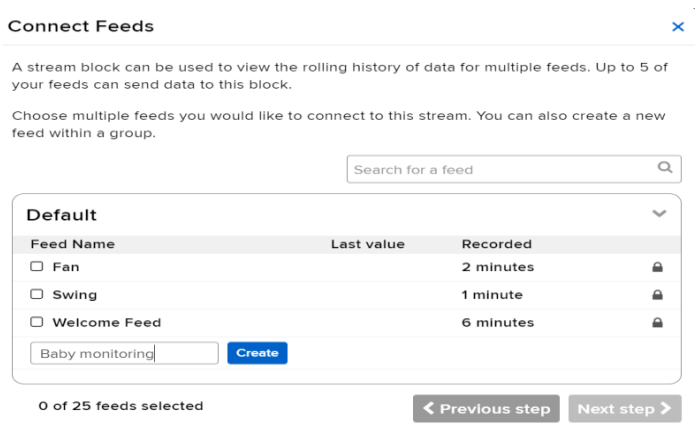 Connect Feeds
A stream block can be used to view the rolling history of data for multiple feeds. Up to 5 of
your feeds can send data to this block.
Choose multiple feeds you would like to connect to this stream. You can also create a new
feed within a group.
Search for a feed
Default
Feed Name Last value Recorded
Fan 2 minutes
Swing 1 minute
Welcome Feed 6 minutes
Baby monitoring Create
0 of 25 feeds selected Previous step Next step